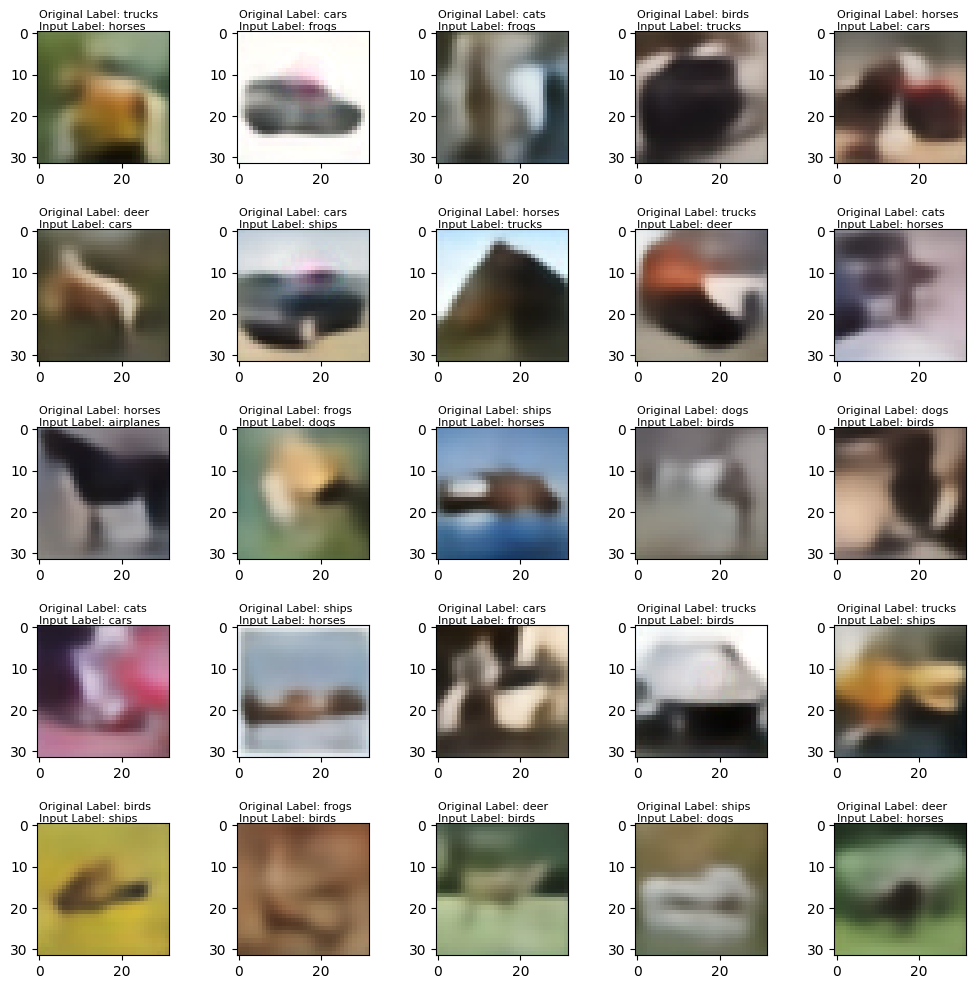 Original Label: trucks
Input Label: horses
Original Label: cars
Input Label: frogs
Original Label: cats
Input Label: frogs
Original Label: birds
Input Label: trucks
Original Label: horses
Input Label: cars
0
10
20
30
0 20
0
10
20
30
0 20
0
10
20
30
0 20
0
10
20
30
0 20
0
10
20
30
0 20
Original Label: deer
Input Label: cars
Original Label: cars
Input Label: ships
Original Label: horses
Input Label: trucks
Original Label: trucks
Input Label: deer
Original Label: cats
Input Label: horses
0
10
20
30
0 20
0
10
20
30
0 20
0
10
20
30
0 20
0
10
20
30
0 20
0
10
20
30
0 20
Original Label: horses
Input Label: airplanes
Original Label: frogs
Input Label: dogs
Original Label: ships
Input Label: horses
Original Label: dogs
Input Label: birds
Original Label: dogs
Input Label: birds
0
10
20
30
0 20
0
10
20
30
0 20
0
10
20
30
0 20
0
10
20
30
0 20
0
10
20
30
0 20
Original Label: cats
Input Label: cars
Original Label: ships
Input Label: horses
Original Label: cars
Input Label: frogs
Original Label: trucks
Input Label: birds
Original Label: trucks
Input Label: ships
0
10
20
30
0 20
0
10
20
30
0 20
0
10
20
30
0 20
0
10
20
30
0 20
0
10
20
30
0 20
Original Label: birds
Input Label: ships
Original Label: frogs
Input Label: birds
Original Label: deer
Input Label: birds
Original Label: ships
Input Label: dogs
Original Label: deer
Input Label: horses
0
10
20
30
0 20
0
10
20
30
0 20
0
10
20
30
0 20
0
10
20
30
0 20
0
10
20
30
0 20